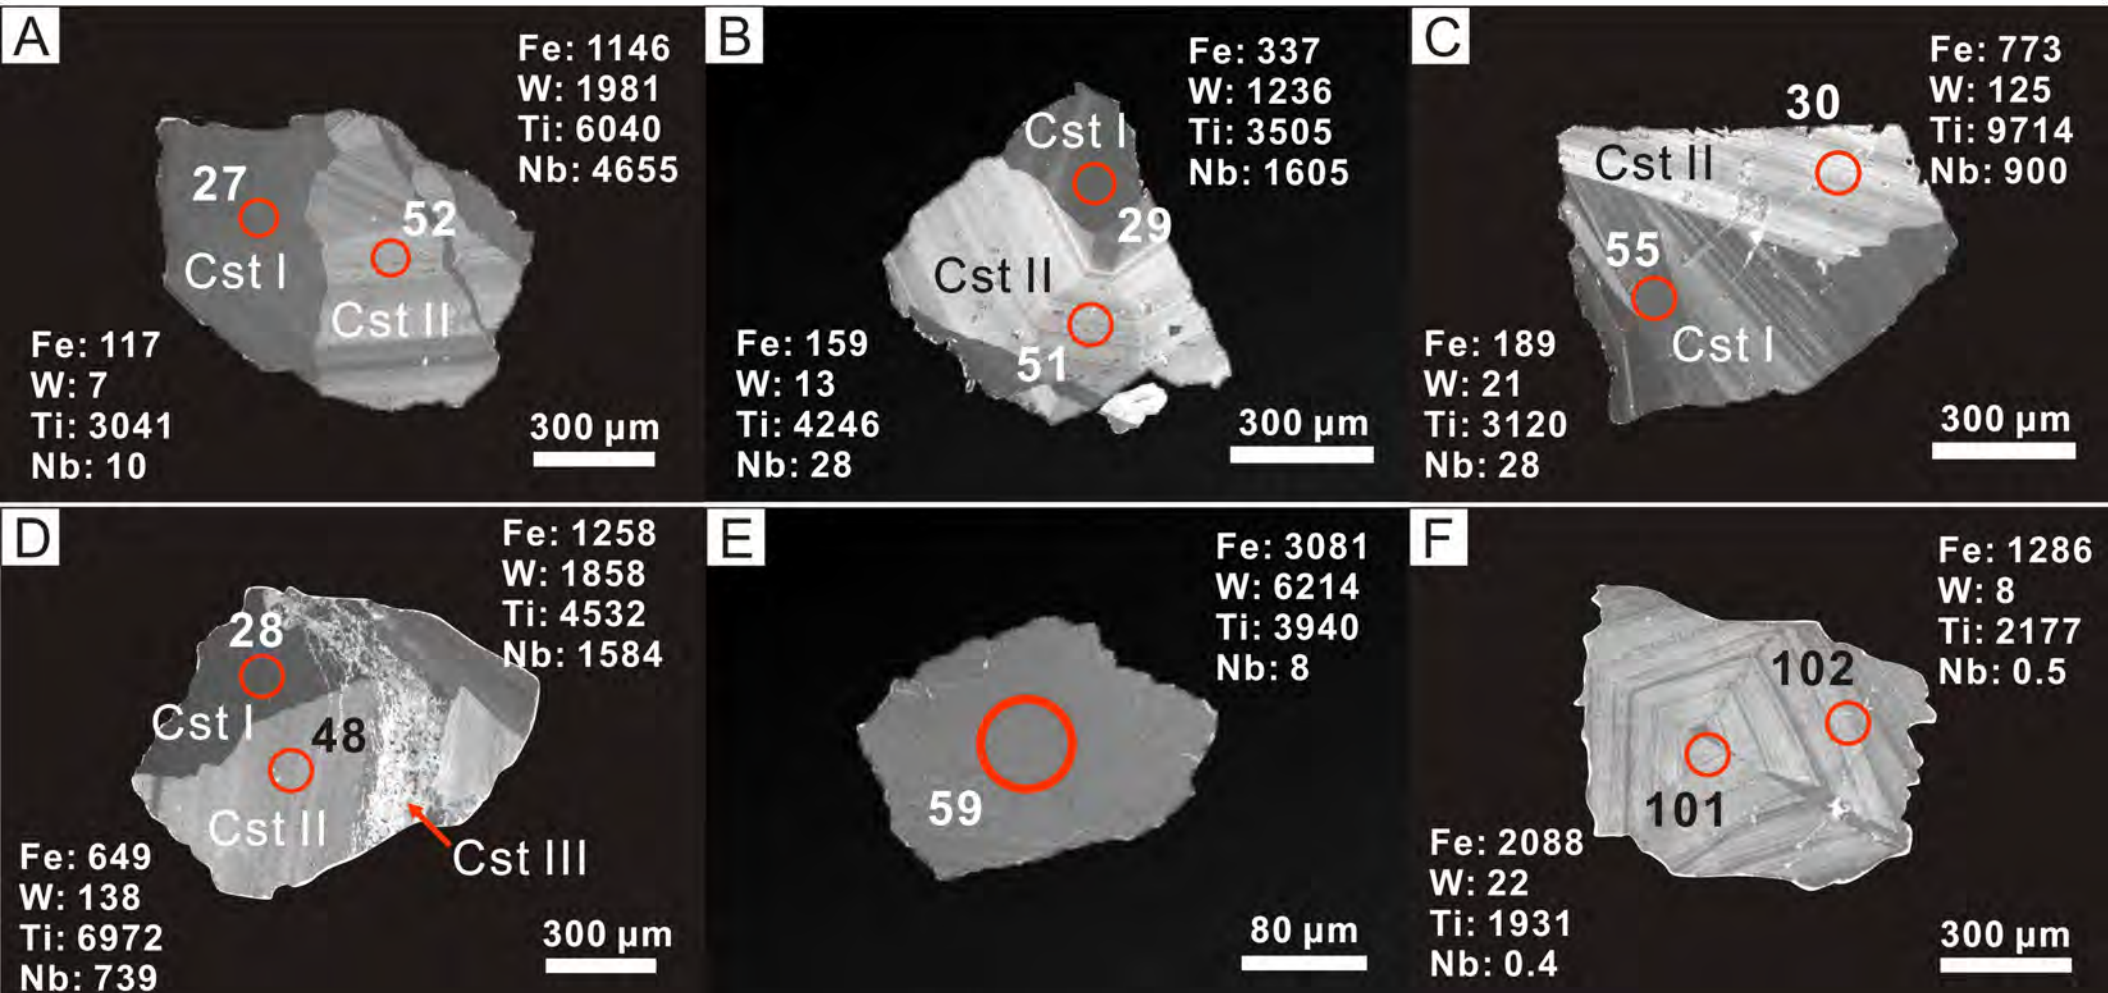 A
Fe: 1146
W: 1981
Ti: 6040
Nb: 4655
27
52
Cst I
Cst II
Fe: 117
W: 7
Ti: 3041
Nb: 10
300 µm
B
Fe: 337
W: 1236
Ti: 3505
Nb: 1605
Cst I
29
Cst II
51
Fe: 159
W: 13
Ti: 4246
Nb: 28
300 µm
C
Fe: 773
W: 125
Ti: 9714
Nb: 900
30
Cst II
55
Cst I
Fe: 189
W: 21
Ti: 3120
Nb: 28
300 µm
D
Fe: 1258
W: 1858
Ti: 4532
Nb: 1584
28
Cst I
48
Cst II
Cst III
Fe: 649
W: 138
Ti: 6972
Nb: 739
300 µm
E
Fe: 3081
W: 6214
Ti: 3940
Nb: 8
59
80 µm
F
Fe: 1286
W: 8
Ti: 2177
Nb: 0.5
102
101
Fe: 2088
W: 22
Ti: 1931
Nb: 0.4
300 µm